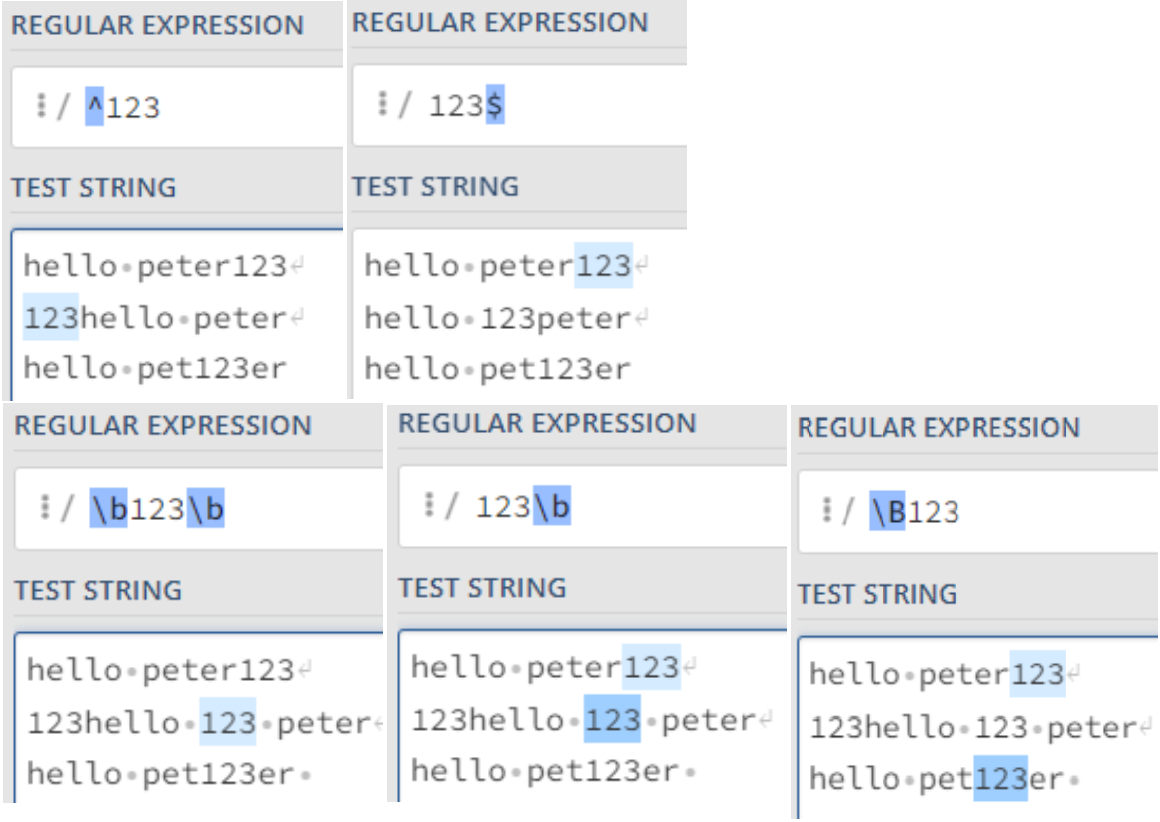 REGULAR EXPRESSION
/ ^123
TEST STRING
hello·peter123↵
123hello·peter↵
hello·pet123er
REGULAR EXPRESSION
/ 123$
TEST STRING
hello·peter123↵
hello·123peter↵
hello·pet123er
REGULAR EXPRESSION
/ \b123\b
TEST STRING
hello·peter123↵
123hello·123·peter↵
hello·pet123er·
REGULAR EXPRESSION
/ 123\b
TEST STRING
hello·peter123↵
123hello·123·peter↵
hello·pet123er·
REGULAR EXPRESSION
/ \B123
TEST STRING
hello·peter123↵
123hello·123·peter↵
hello·pet123er·